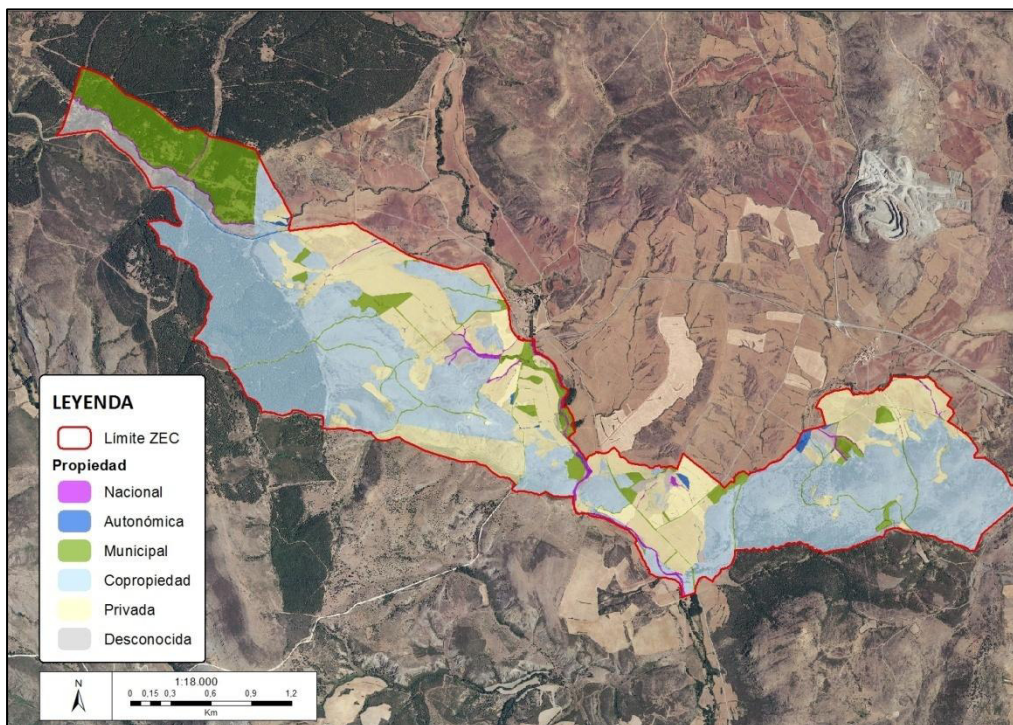 LEYENDA
Límite ZEC
Propiedad
Nacional
Autonómica
Municipal
Copropiedad
Privada
Desconocida
N
1:18.000
0 0,15 0,3 0,6 0,9 1,2
Km